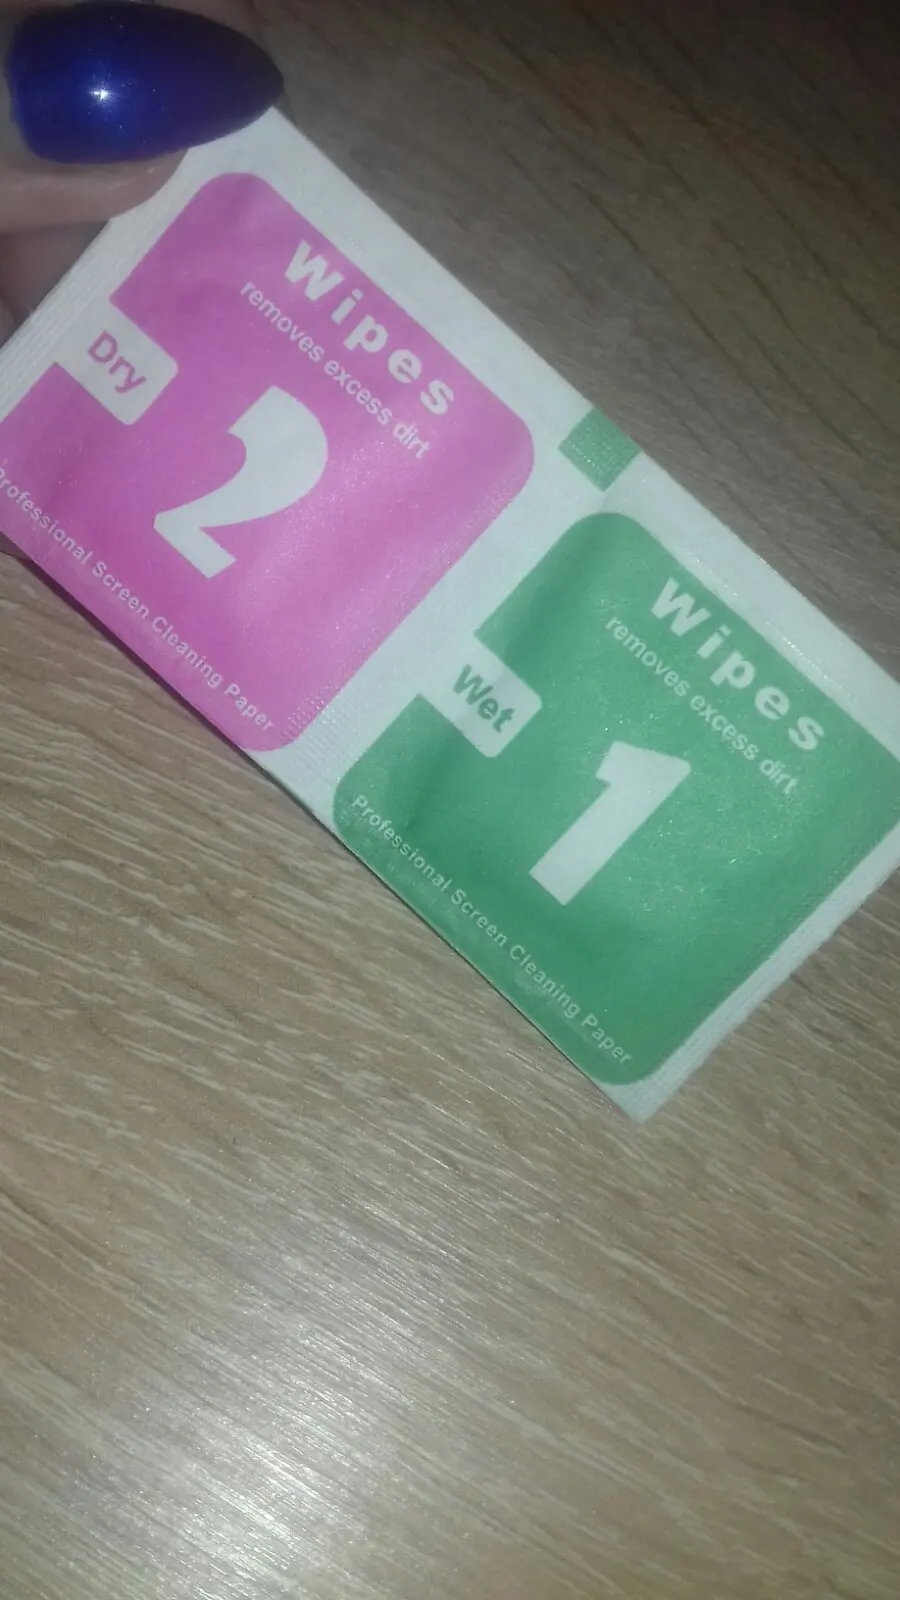 Wipes
removes excess dirt
Dry
2
Professional Screen Cleaning Paper
Wipes
removes excess dirt
Wet
1
Professional Screen Cleaning Paper